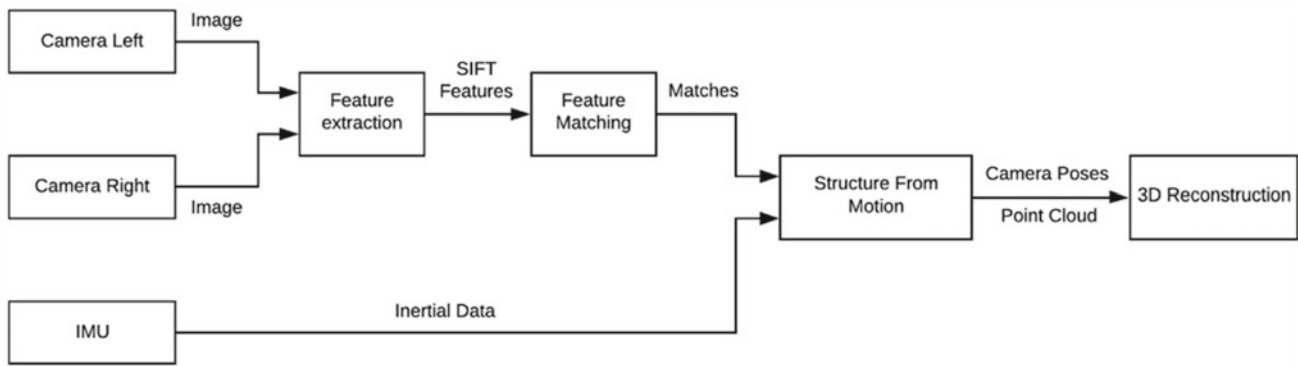 Image
Camera Left
SIFT
Features
Feature
extraction
Feature
Matching
Matches
Camera Right
Image
Structure From
Motion
Camera Poses
Point Cloud
3D Reconstruction
Inertial Data
IMU